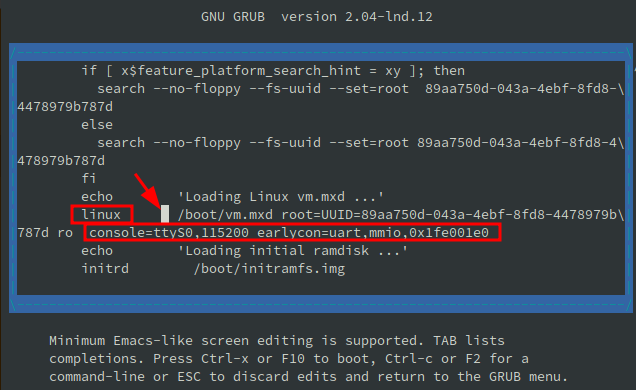 GNU GRUB  version 2.04-lnd.12
if [ x$feature_platform_search_hint = xy ]; then
search --no-floppy --fs-uuid --set=root  89aa750d-043a-4ebf-8fd8-\
4478979b787d
else
search --no-floppy --fs-uuid --set=root 89aa750d-043a-4ebf-8fd8-4\
478979b787d
fi
echo        'Loading Linux vm.mxd ...'
linux       /boot/vm.mxd root=UUID=89aa750d-043a-4ebf-8fd8-4478979b\
787d ro  console=ttyS0,115200 earlycon=uart,mmio,0x1fe001e0
echo        'Loading initial ramdisk ...'
initrd        /boot/initramfs.img
Minimum Emacs-like screen editing is supported. TAB lists
completions. Press Ctrl-x or F10 to boot, Ctrl-c or F2 for a
command-line or ESC to discard edits and return to the GRUB menu.